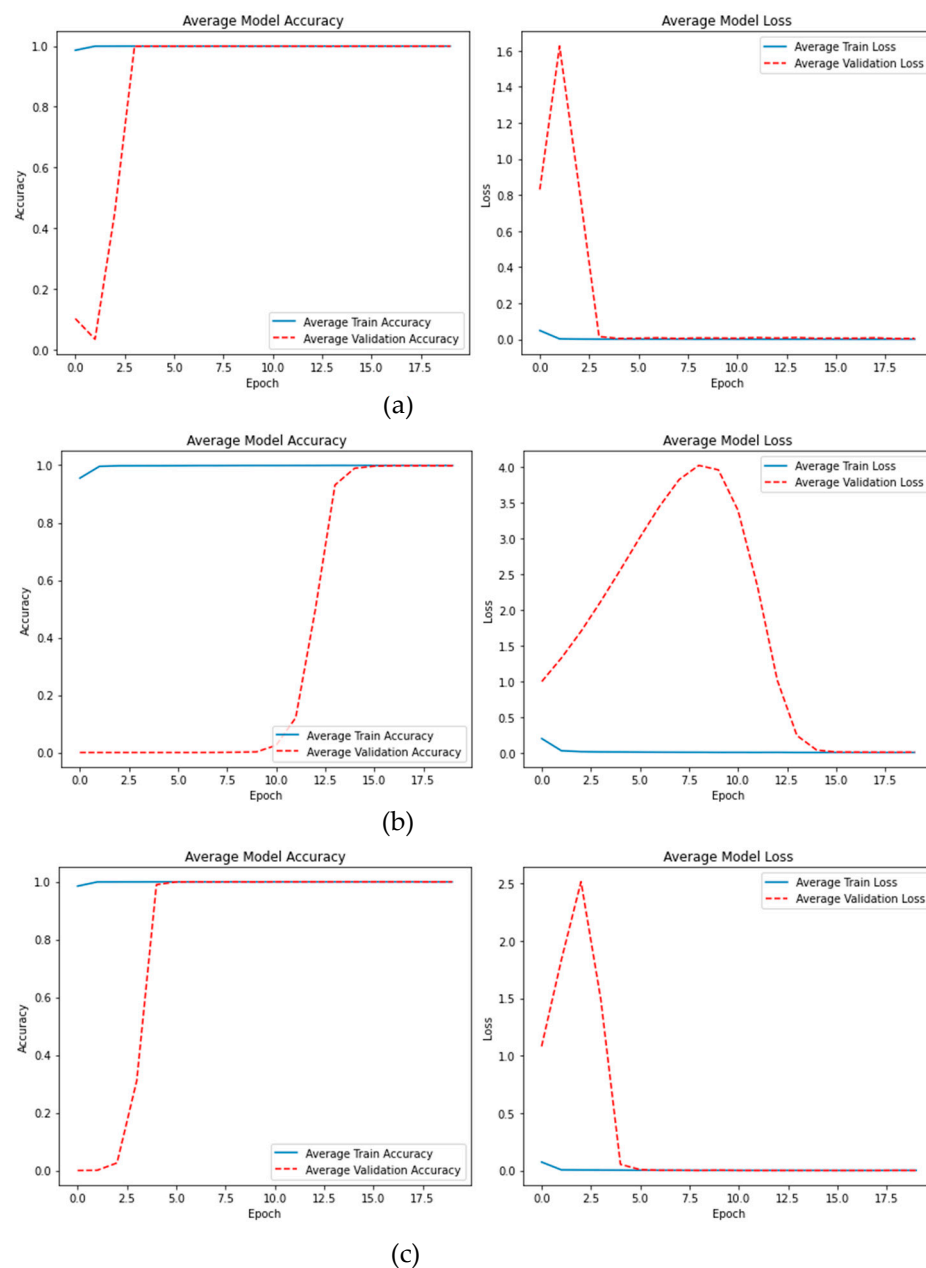 Average Model Accuracy
1.0
0.8
0.6
0.4
0.2
0.0
Accuracy
Average Train Accuracy
Average Validation Accuracy
0.0 2.5 5.0 7.5 10.0 12.5 15.0 17.5
Epoch
Average Model Loss
1.6
1.4
1.2
1.0
0.8
0.6
0.4
0.2
0.0
Loss
Average Train Loss
Average Validation Loss
0.0 2.5 5.0 7.5 10.0 12.5 15.0 17.5
Epoch
(a)
Average Model Accuracy
1.0
0.8
0.6
0.4
0.2
0.0
Accuracy
Average Train Accuracy
Average Validation Accuracy
0.0 2.5 5.0 7.5 10.0 12.5 15.0 17.5
Epoch
Average Model Loss
4.0
3.5
3.0
2.5
2.0
1.5
1.0
0.5
0.0
Loss
Average Train Loss
Average Validation Loss
0.0 2.5 5.0 7.5 10.0 12.5 15.0 17.5
Epoch
(b)
Average Model Accuracy
1.0
0.8
0.6
0.4
0.2
0.0
Accuracy
Average Train Accuracy
Average Validation Accuracy
0.0 2.5 5.0 7.5 10.0 12.5 15.0 17.5
Epoch
Average Model Loss
2.5
2.0
1.5
1.0
0.5
0.0
Loss
Average Train Loss
Average Validation Loss
0.0 2.5 5.0 7.5 10.0 12.5 15.0 17.5
Epoch
(c)